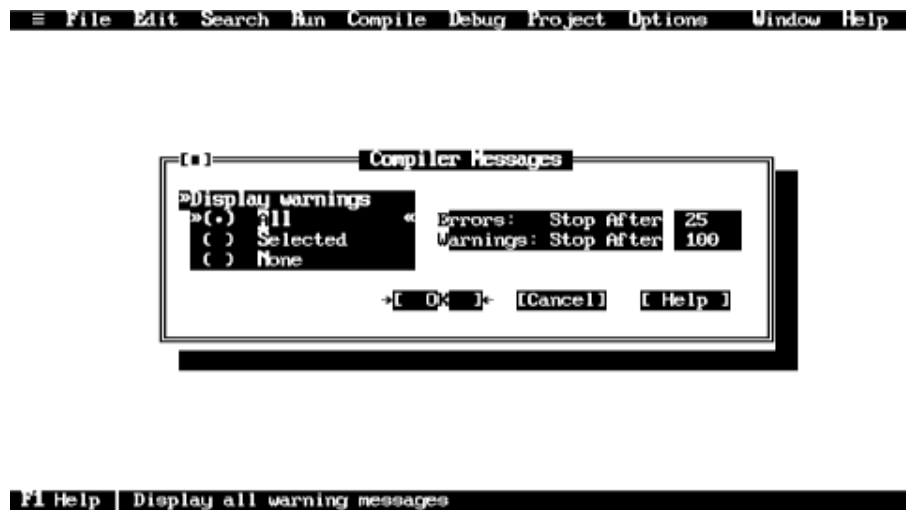 ≡ File Edit Search Run Compile Debug Project Options Window Help
[■] Compiler Messages
»Display warnings
»(•) All «
( ) Selected
( ) None
Errors: Stop After 25
Warnings: Stop After 100
→[ OK ]← [Cancel] [ Help ]
F1 Help | Display all warning messages